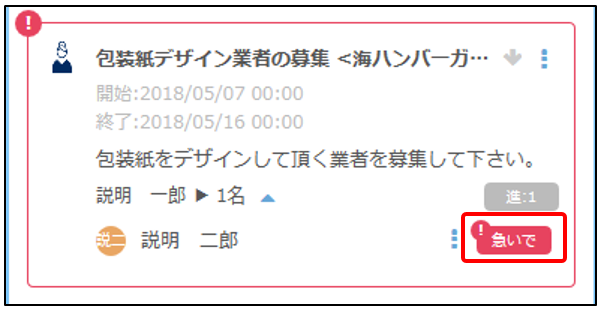 !
包装紙デザイン業者の募集 <海ハンバーガ…
開始:2018/05/07 00:00
終了:2018/05/16 00:00
包装紙をデザインして頂く業者を募集して下さい。
説明 一郎 ▶ 1名 ▲ 進:1
説二 説明 二郎 ! 急いで